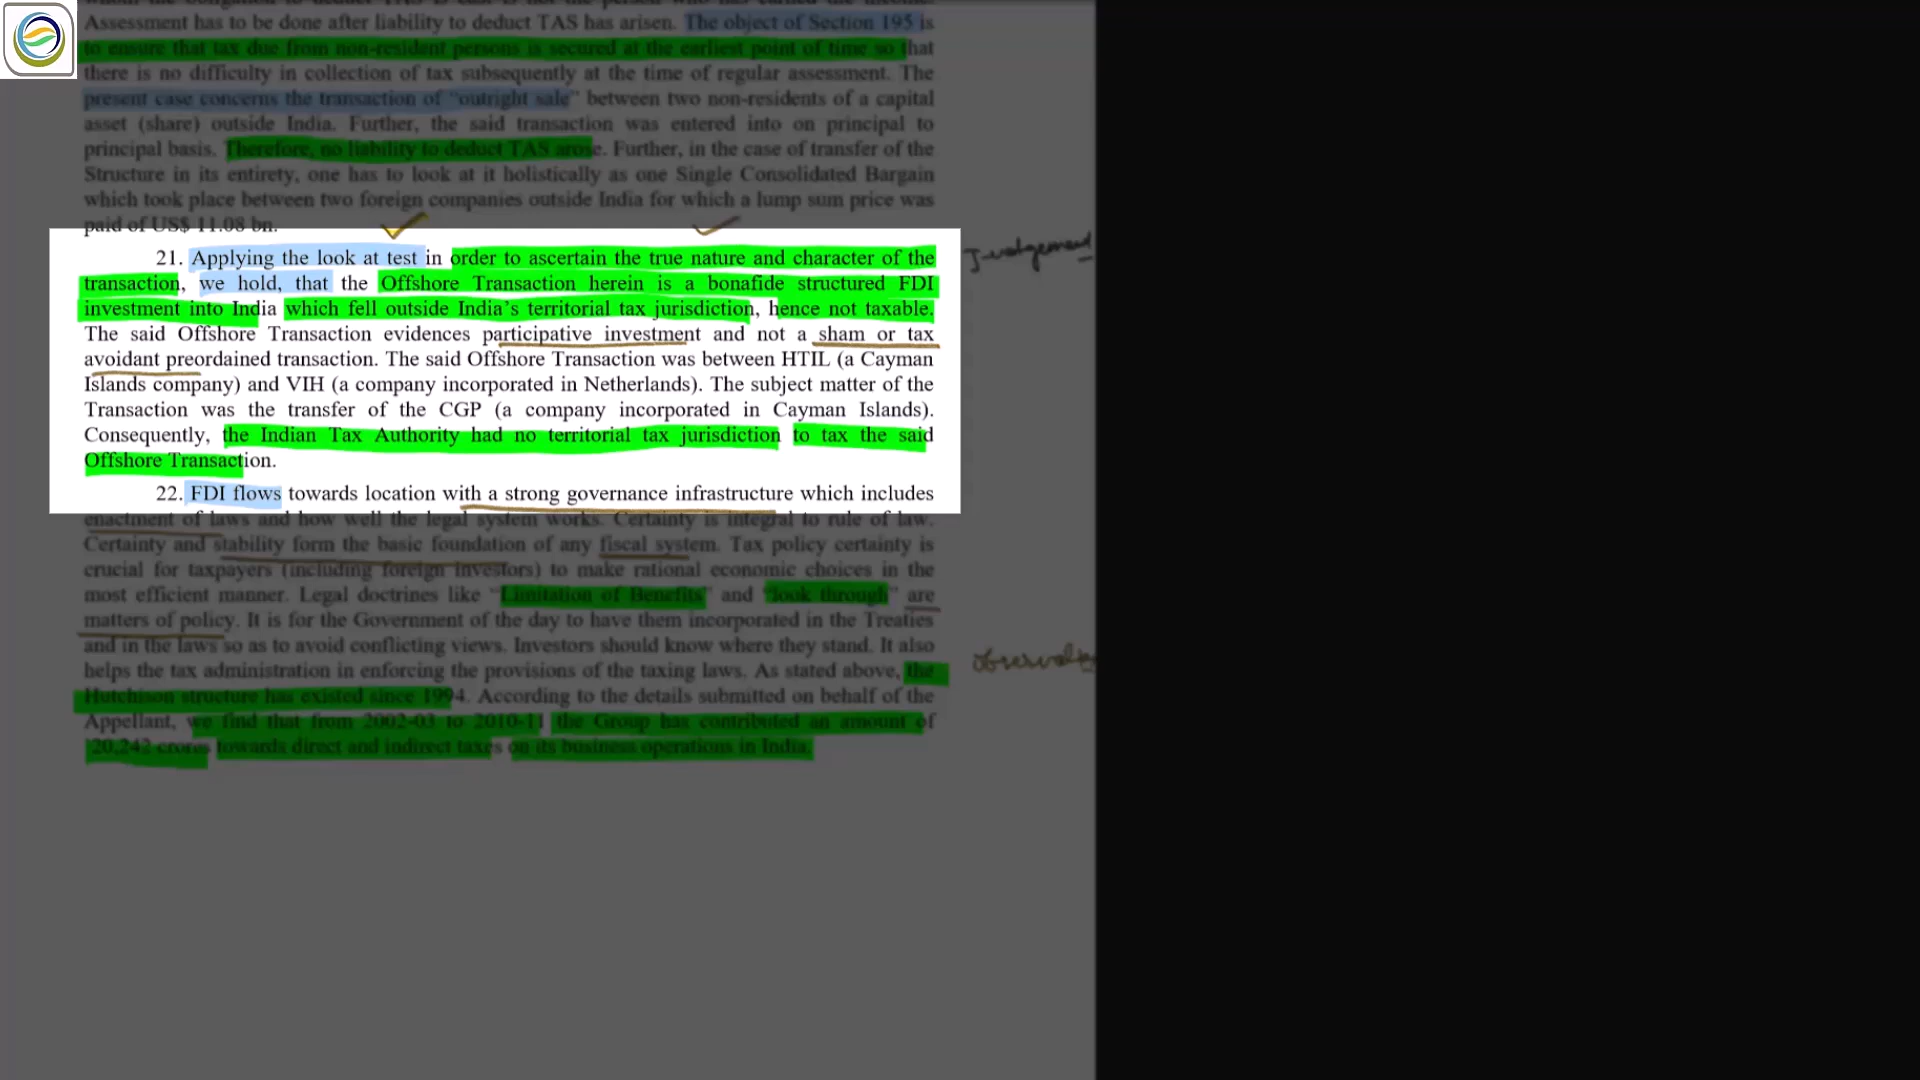 Assessment has to be done after liability to deduct TAS has arisen. The object of Section 195 is
to ensure that tax due from non-resident persons is secured at the earliest point of time so that
there is no difficulty in collection of tax subsequently at the time of regular assessment. The
present case concerns the transaction of “outright sale” between two non-residents of a capital
asset (share) outside India. Further, the said transaction was entered into on principal to
principal basis. Therefore, no liability to deduct TAS arose. Further, in the case of transfer of the
Structure in its entirety, one has to look at it holistically as one Single Consolidated Bargain
which took place between two foreign companies outside India for which a lump sum price was
paid of US$ 11.08 bn.
21. Applying the look at test in order to ascertain the true nature and character of the
transaction, we hold, that the Offshore Transaction herein is a bonafide structured FDI
investment into India which fell outside India’s territorial tax jurisdiction, hence not taxable.
The said Offshore Transaction evidences participative investment and not a sham or tax
avoidant preordained transaction. The said Offshore Transaction was between HTIL (a Cayman
Islands company) and VIH (a company incorporated in Netherlands). The subject matter of the
Transaction was the transfer of the CGP (a company incorporated in Cayman Islands).
Consequently, the Indian Tax Authority had no territorial tax jurisdiction to tax the said
Offshore Transaction.
Judgement
22. FDI flows towards location with a strong governance infrastructure which includes
enactment of laws and how well the legal system works. Certainty is integral to rule of law.
Certainty and stability form the basic foundation of any fiscal system. Tax policy certainty is
crucial for taxpayers (including foreign investors) to make rational economic choices in the
most efficient manner. Legal doctrines like “Limitation of Benefits” and “look through” are
matters of policy. It is for the Government of the day to have them incorporated in the Treaties
and in the laws so as to avoid conflicting views. Investors should know where they stand. It also
helps the tax administration in enforcing the provisions of the taxing laws. As stated above, the
Hutchison structure has existed since 1994. According to the details submitted on behalf of the
Appellant, we find that from 2002-03 to 2010-11 the Group has contributed an amount of
20,242 crores towards direct and indirect taxes on its business operations in India.